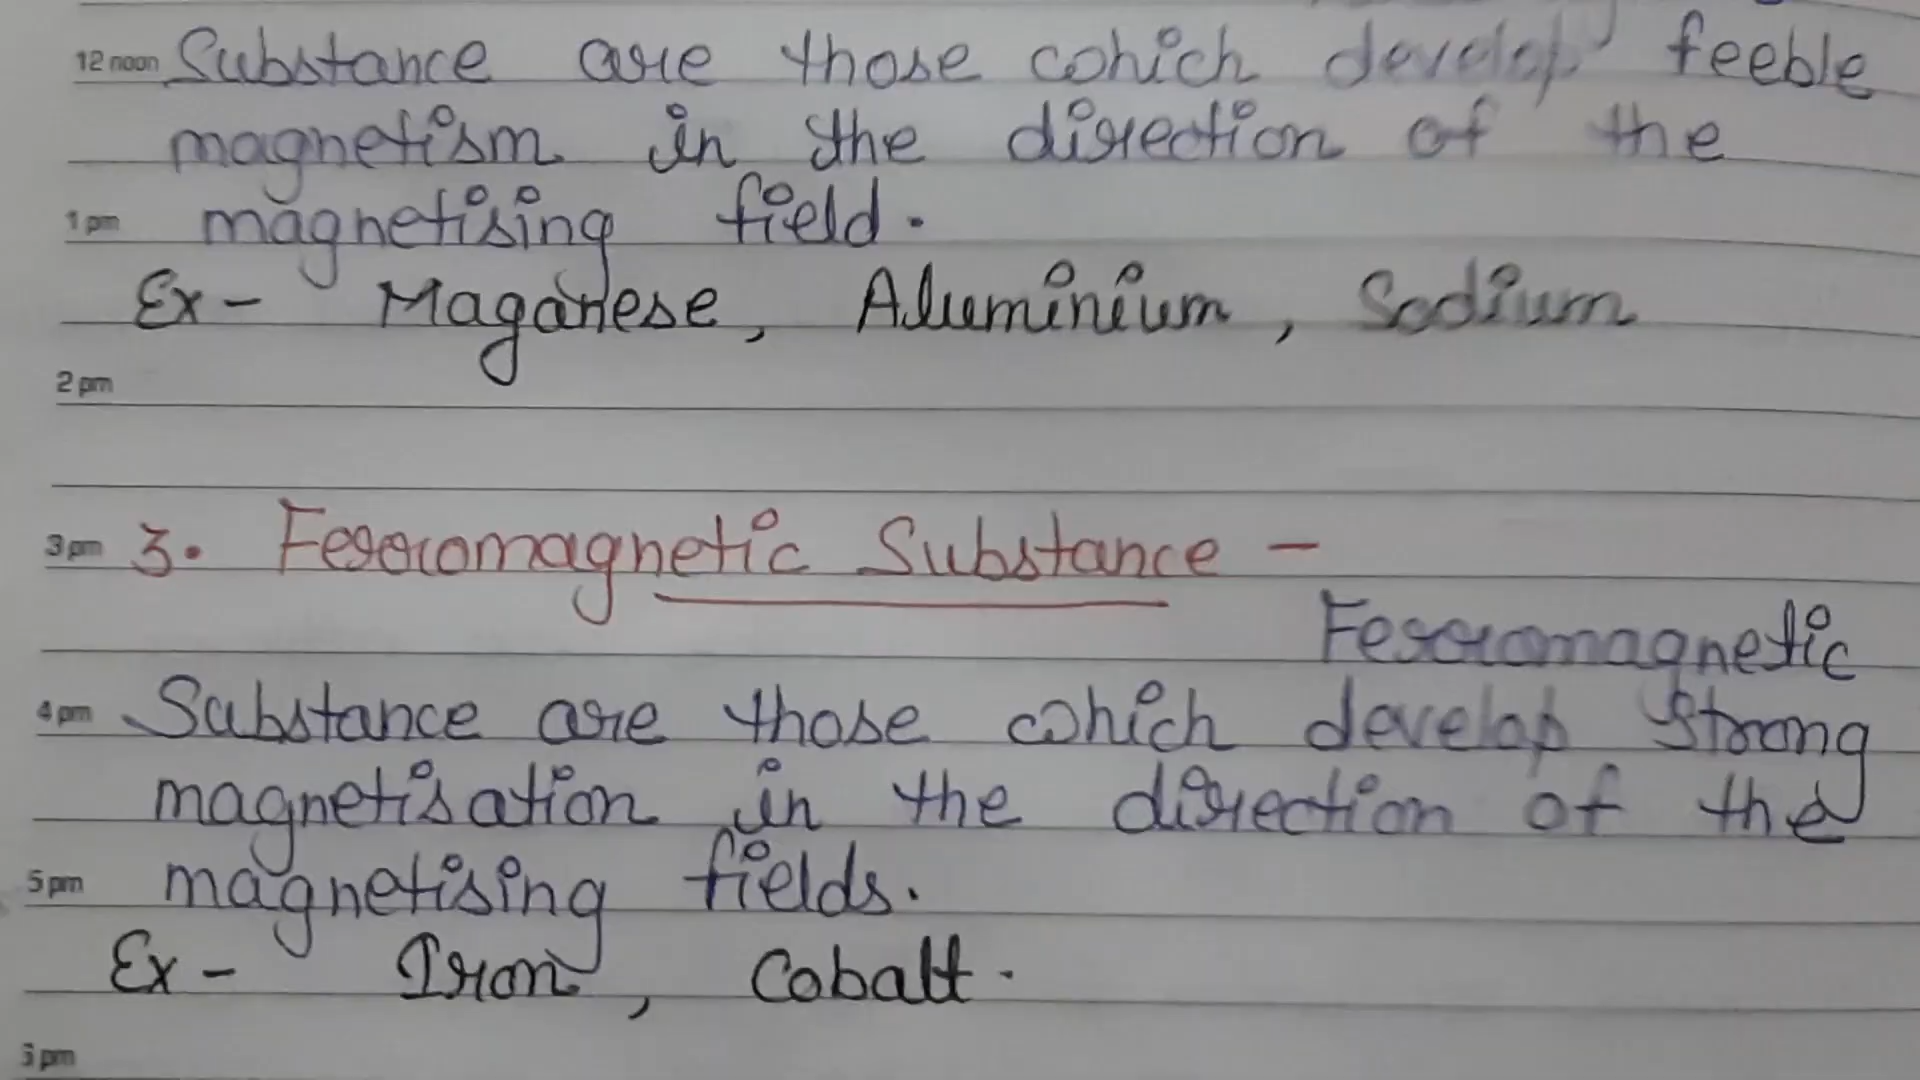 12 noon Substance are those which develop feeble
magnetism in the direction of the
1 pm magnetising field.
Ex- Maganese, Aluminium, Sodium
2 pm
3 pm 3. Ferromagnetic Substance -
Ferromagnetic
4 pm Substance are those which develop strong
magnetisation in the direction of the
5 pm magnetising fields.
Ex- Iron, Cobalt.
6 pm